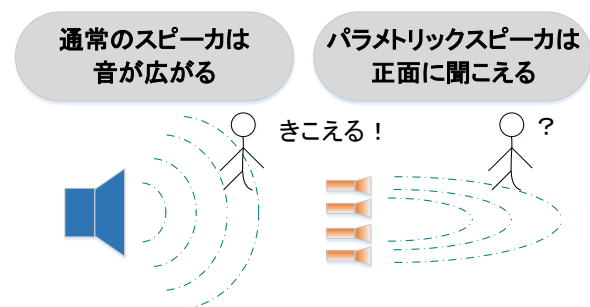 通常のスピーカは
音が広がる
パラメトリックスピーカは
正面に聞こえる
きこえる！
？